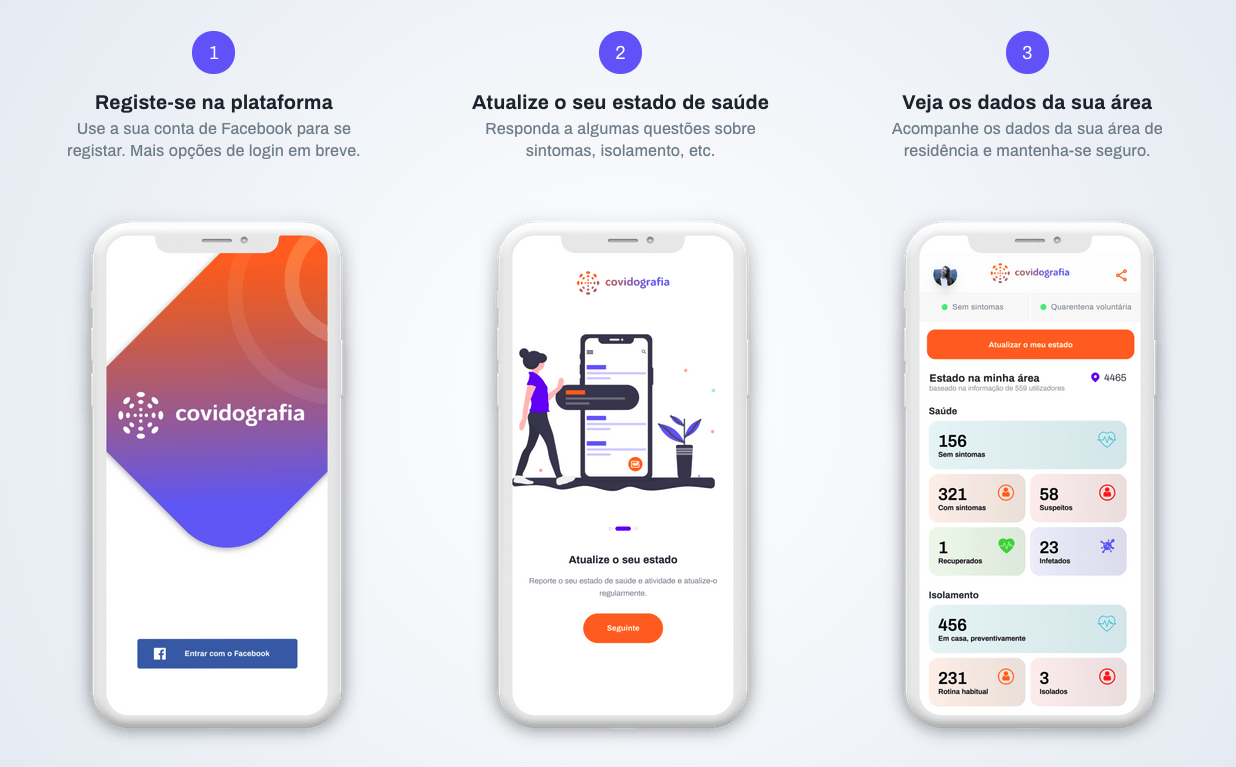 1
Registe-se na plataforma
Use a sua conta de Facebook para se
registar. Mais opções de login em breve.
covidografia
Entrar com o Facebook
2
Atualize o seu estado de saúde
Responda a algumas questões sobre
sintomas, isolamento, etc.
covidografia
Atualize o seu estado
Reporte o seu estado de saúde e atividade e atualize-o
regularmente.
Seguinte
3
Veja os dados da sua área
Acompanhe os dados da sua área de
residência e mantenha-se seguro.
covidografia
Sem sintomas
Quarentena voluntária
Atualizar o meu estado
Estado na minha área
4465
baseado na informação de 559 utilizadores
Saúde
156
Sem sintomas
321
Com sintomas
58
Suspeitos
1
Recuperados
23
Infetados
Isolamento
456
Em casa, preventivamente
231
Rotina habitual
3
Isolados